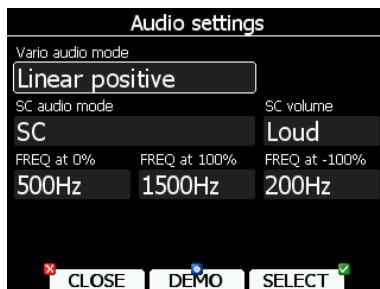 Audio settings
Vario audio mode
Linear positive
SC audio mode SC volume
SC Loud
FREQ at 0% FREQ at 100% FREQ at -100%
500Hz 1500Hz 200Hz
CLOSE DEMO SELECT